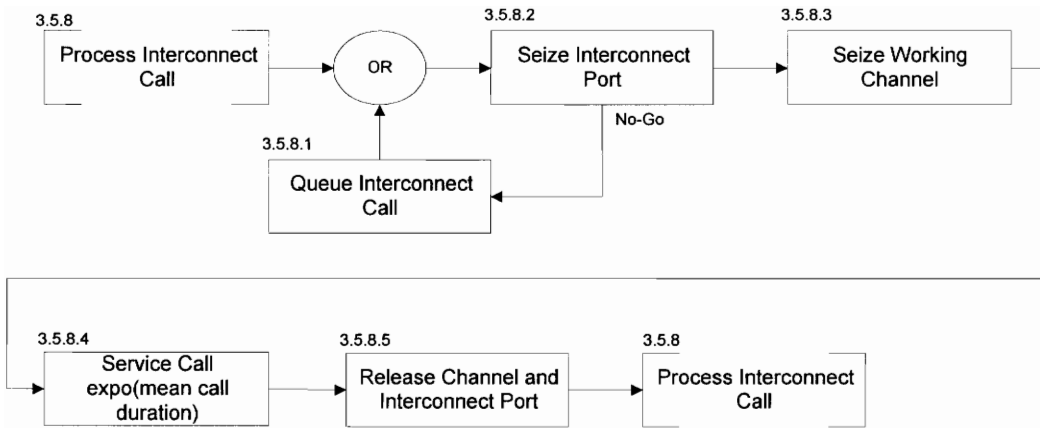 3.5.8
Process Interconnect
Call
OR
3.5.8.2
Seize Interconnect
Port
3.5.8.3
Seize Working
Channel
No-Go
3.5.8.1
Queue Interconnect
Call
3.5.8.4
Service Call
expo(mean call
duration)
3.5.8.5
Release Channel and
Interconnect Port
3.5.8
Process Interconnect
Call